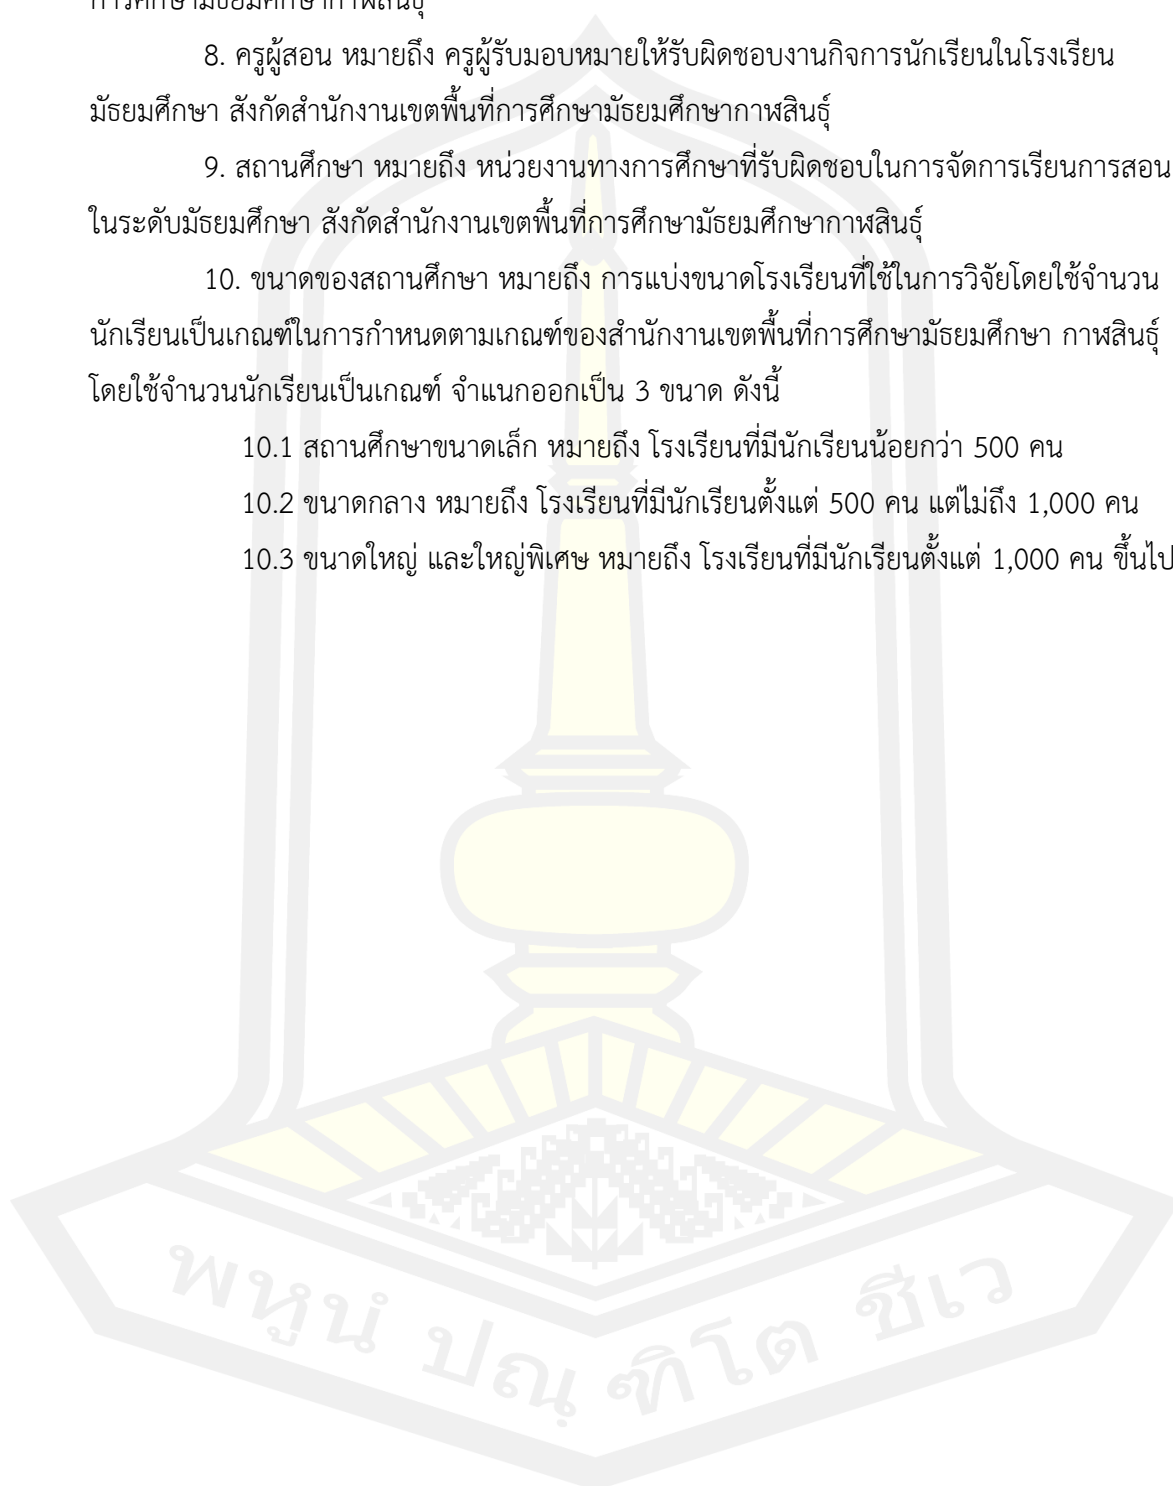 การศึกษามัธยมศึกษากาฬสินธุ์
8. ครูผู้สอน หมายถึง ครูผู้รับมอบหมายให้รับผิดชอบงานกิจการนักเรียนในโรงเรียน
มัธยมศึกษา สังกัดสำนักงานเขตพื้นที่การศึกษามัธยมศึกษากาฬสินธุ์
9. สถานศึกษา หมายถึง หน่วยงานทางการศึกษาที่รับผิดชอบในการจัดการเรียนการสอน
ในระดับมัธยมศึกษา สังกัดสำนักงานเขตพื้นที่การศึกษามัธยมศึกษากาฬสินธุ์
10. ขนาดของสถานศึกษา หมายถึง การแบ่งขนาดโรงเรียนที่ใช้ในการวิจัยโดยใช้จำนวน
นักเรียนเป็นเกณฑ์ในการกำหนดตามเกณฑ์ของสำนักงานเขตพื้นที่การศึกษามัธยมศึกษา กาฬสินธุ์
โดยใช้จำนวนนักเรียนเป็นเกณฑ์ จำแนกออกเป็น 3 ขนาด ดังนี้
10.1 สถานศึกษาขนาดเล็ก หมายถึง โรงเรียนที่มีนักเรียนน้อยกว่า 500 คน
10.2 ขนาดกลาง หมายถึง โรงเรียนที่มีนักเรียนตั้งแต่ 500 คน แต่ไม่ถึง 1,000 คน
10.3 ขนาดใหญ่ และใหญ่พิเศษ หมายถึง โรงเรียนที่มีนักเรียนตั้งแต่ 1,000 คน ขึ้นไป
พหูนํ ปณฺฑิโต ชีเว